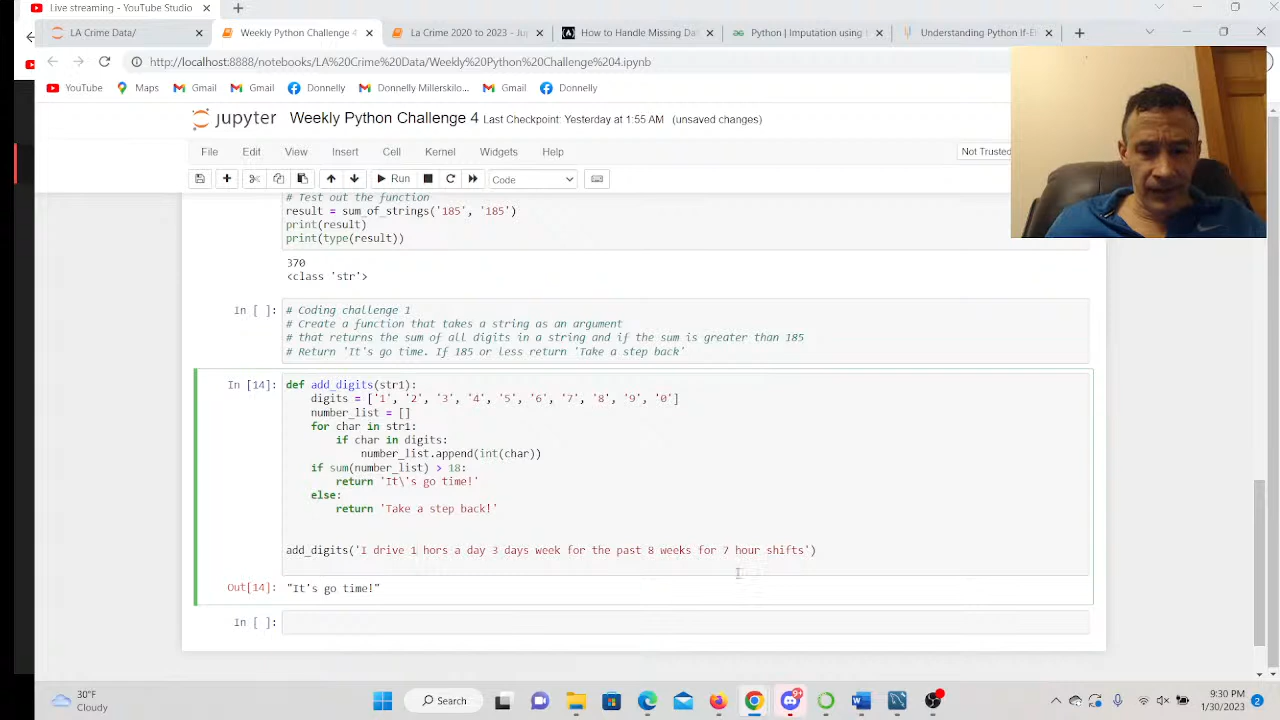 Live streaming - YouTube Studio
LA Crime Data/
Weekly Python Challenge 4
La Crime 2020 to 2023 - Jup
How to Handle Missing Da
Python | Imputation using t
Understanding Python If-El
http://localhost:8888/notebooks/LA%20Crime%20Data/Weekly%20Python%20Challenge%204.ipynb
YouTube
Maps
Gmail
Gmail
Donnelly
Donnelly Millerskilo...
Gmail
Donnelly
jupyter Weekly Python Challenge 4 Last Checkpoint: Yesterday at 1:55 AM (unsaved changes)
File Edit View Insert Cell Kernel Widgets Help
Not Trusted
Run
Code
# Test out the function
result = sum_of_strings('185', '185')
print(result)
print(type(result))
370
<class 'str'>
In [ ]:
# Coding challenge 1
# Create a function that takes a string as an argument
# that returns the sum of all digits in a string and if the sum is greater than 185
# Return 'It's go time. If 185 or less return 'Take a step back'
In [14]:
def add_digits(str1):
digits = ['1', '2', '3', '4', '5', '6', '7', '8', '9', '0']
number_list = []
for char in str1:
if char in digits:
number_list.append(int(char))
if sum(number_list) > 18:
return 'It\'s go time!'
else:
return 'Take a step back!'
add_digits('I drive 1 hors a day 3 days week for the past 8 weeks for 7 hour shifts')
Out[14]: "It's go time!"
In [ ]:
30°F
Cloudy
Search
9:30 PM
1/30/2023
2